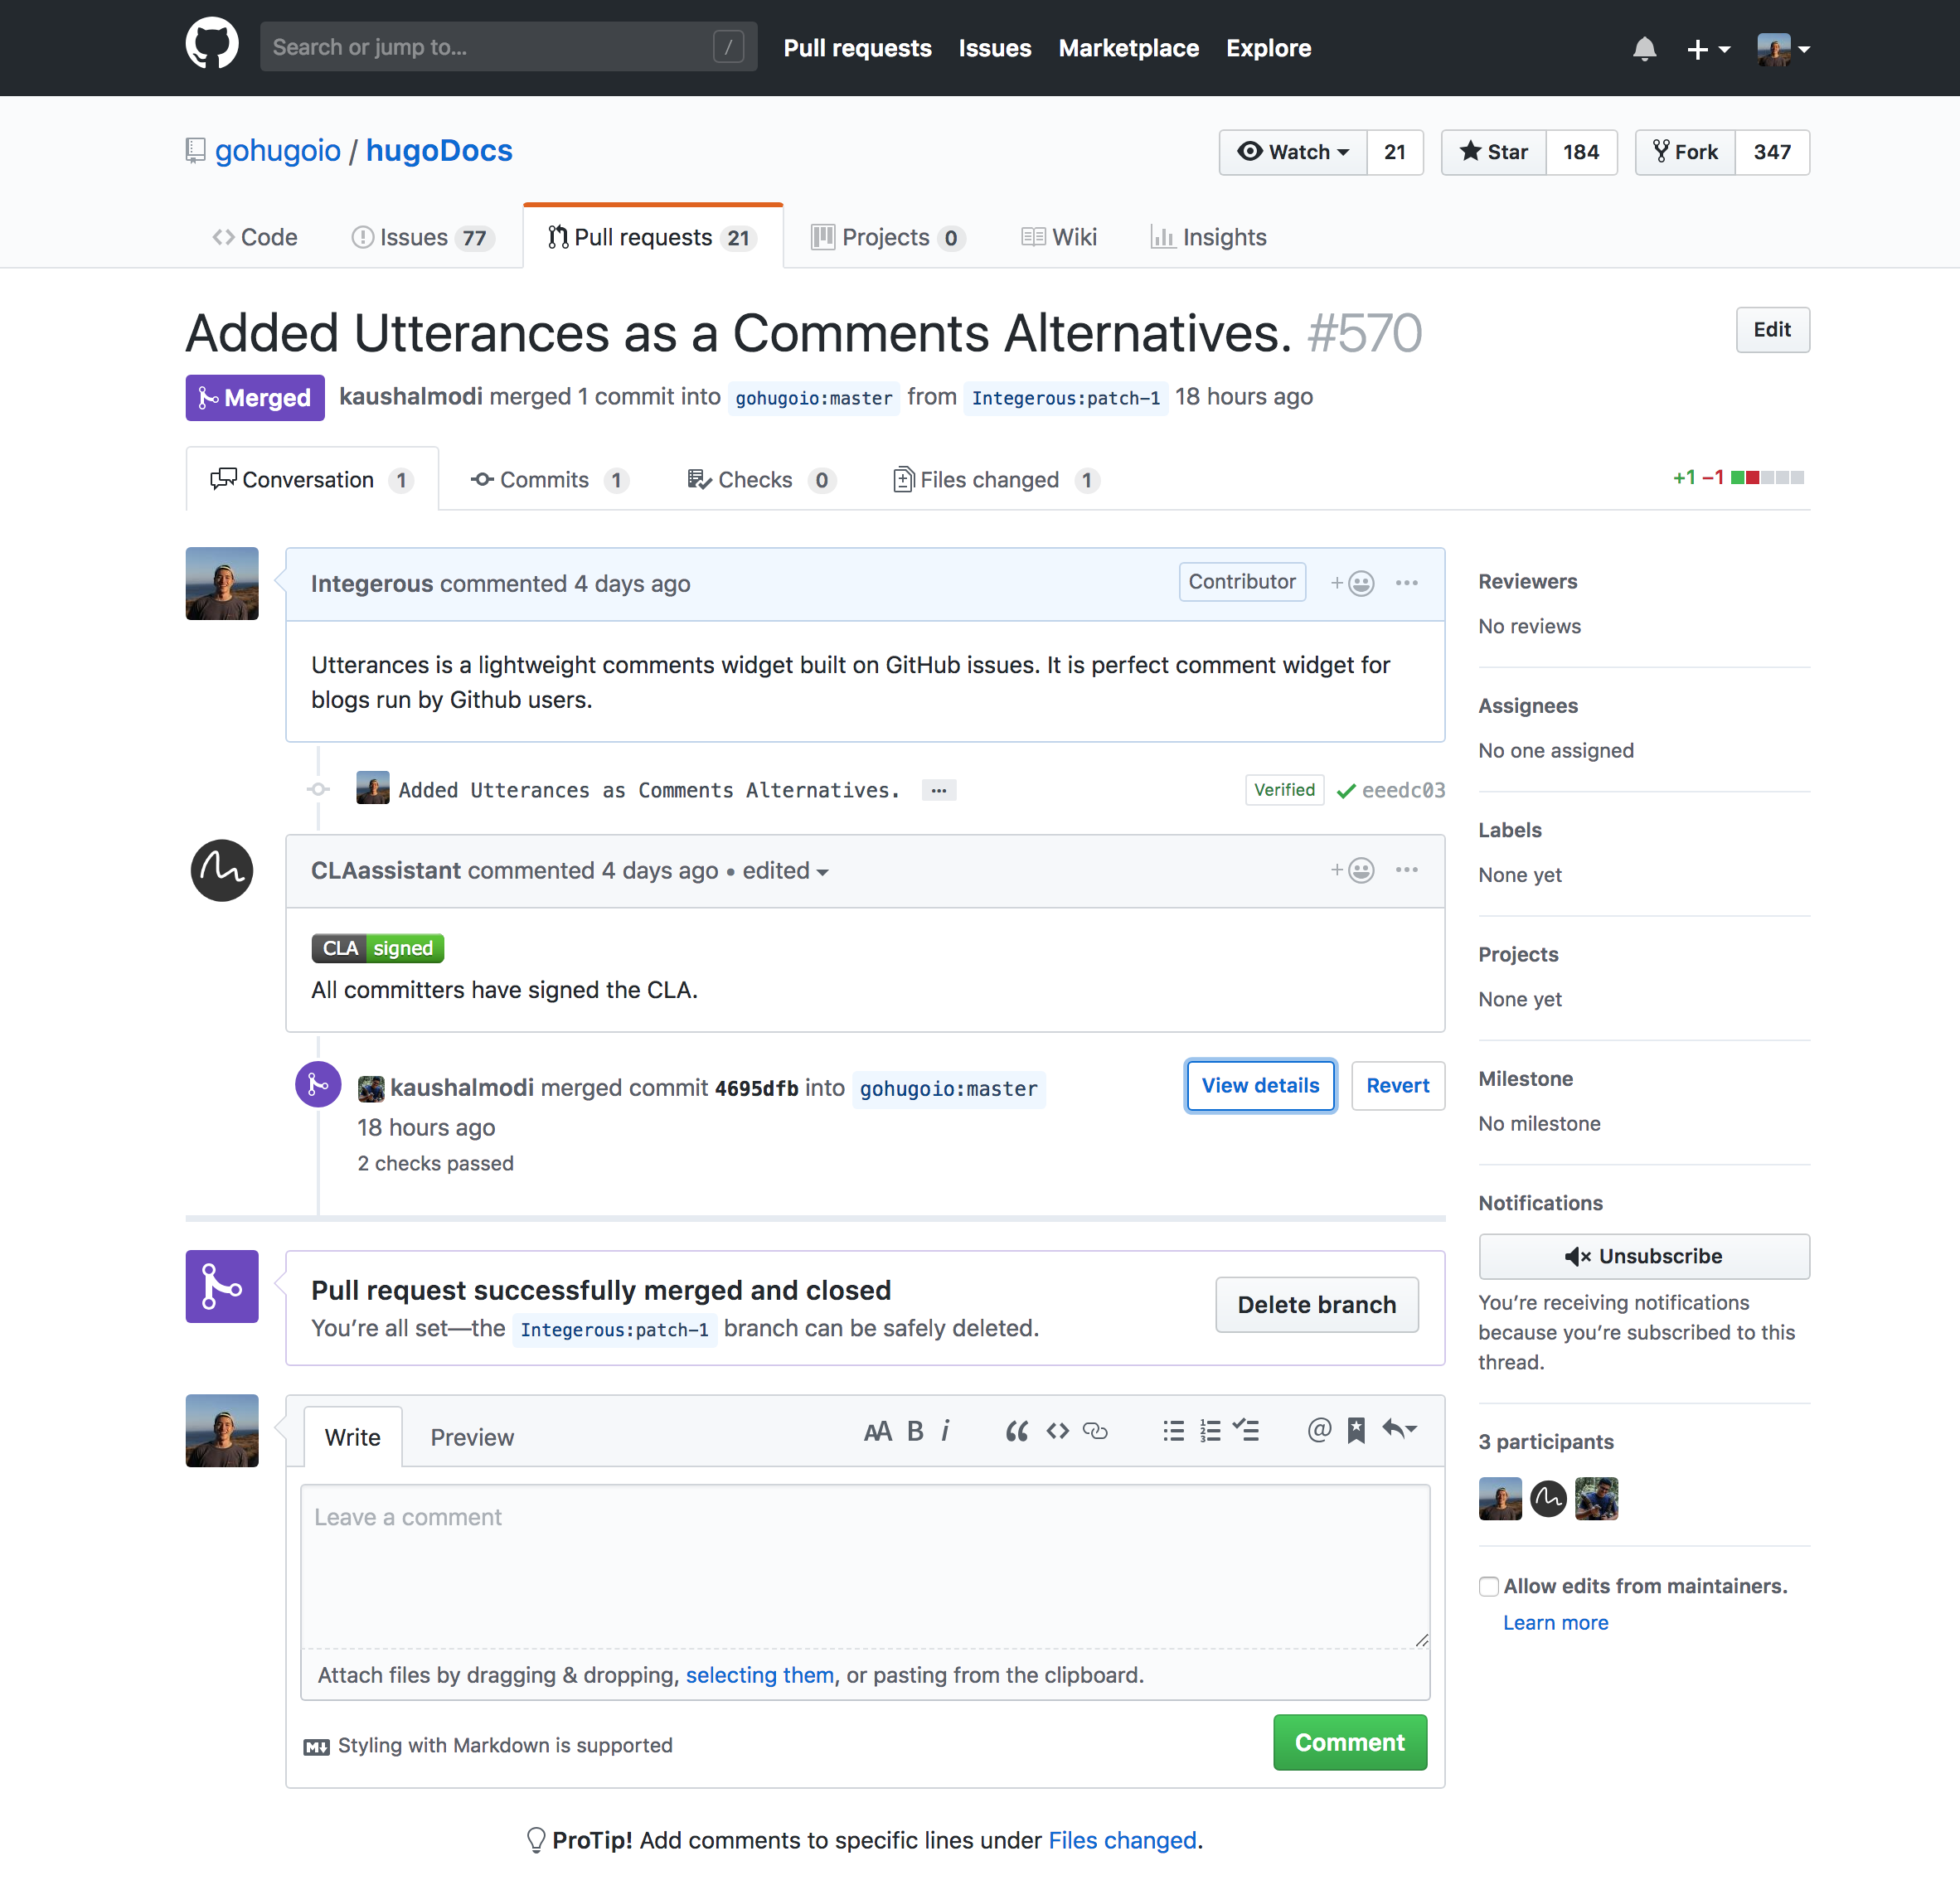 Search or jump to... / Pull requests Issues Marketplace Explore
gohugoio / hugoDocs Watch 21 Star 184 Fork 347
Code Issues 77 Pull requests 21 Projects 0 Wiki Insights
Added Utterances as a Comments Alternatives. #570 Edit
Merged kaushalmodi merged 1 commit into gohugoio:master from Integerous:patch-1 18 hours ago
Conversation 1 Commits 1 Checks 0 Files changed 1 +1 −1
Integerous commented 4 days ago Contributor +
Utterances is a lightweight comments widget built on GitHub issues. It is perfect comment widget for
blogs run by Github users.
Added Utterances as Comments Alternatives. ... Verified eeedc03
CLAassistant commented 4 days ago • edited +
CLA signed
All committers have signed the CLA.
kaushalmodi merged commit 4695dfb into gohugoio:master View details Revert
18 hours ago
2 checks passed
Pull request successfully merged and closed
You’re all set—the Integerous:patch-1 branch can be safely deleted.
Delete branch
Write Preview AA B i “ <> @
Leave a comment
Attach files by dragging & dropping, selecting them, or pasting from the clipboard.
M Styling with Markdown is supported
Comment
ProTip! Add comments to specific lines under Files changed.
Reviewers
No reviews
Assignees
No one assigned
Labels
None yet
Projects
None yet
Milestone
No milestone
Notifications
Unsubscribe
You’re receiving notifications
because you’re subscribed to this
thread.
3 participants
Allow edits from maintainers.
Learn more